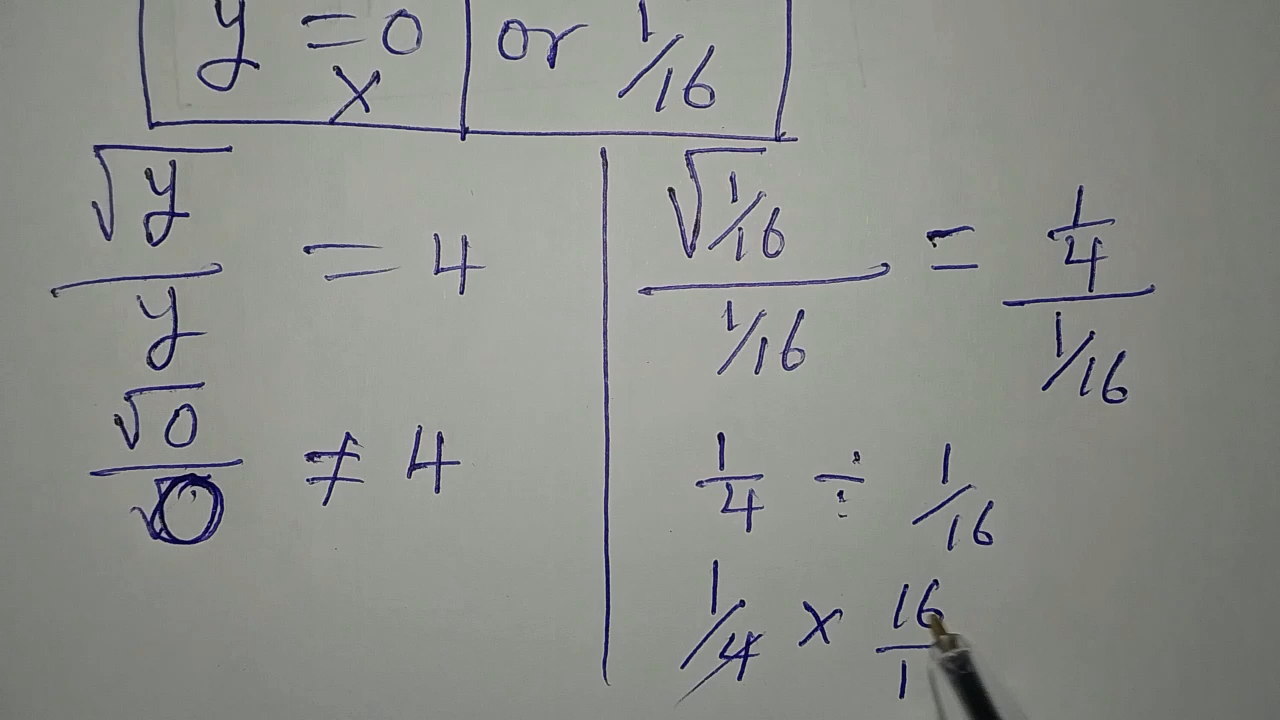 y = 0 or 1/16
x
√y / y = 4
√0 / √0 ≠ 4
√1/16 / 1/16 = 1/4 / 1/16
1/4 ÷ 1/16
1/4 × 16/1